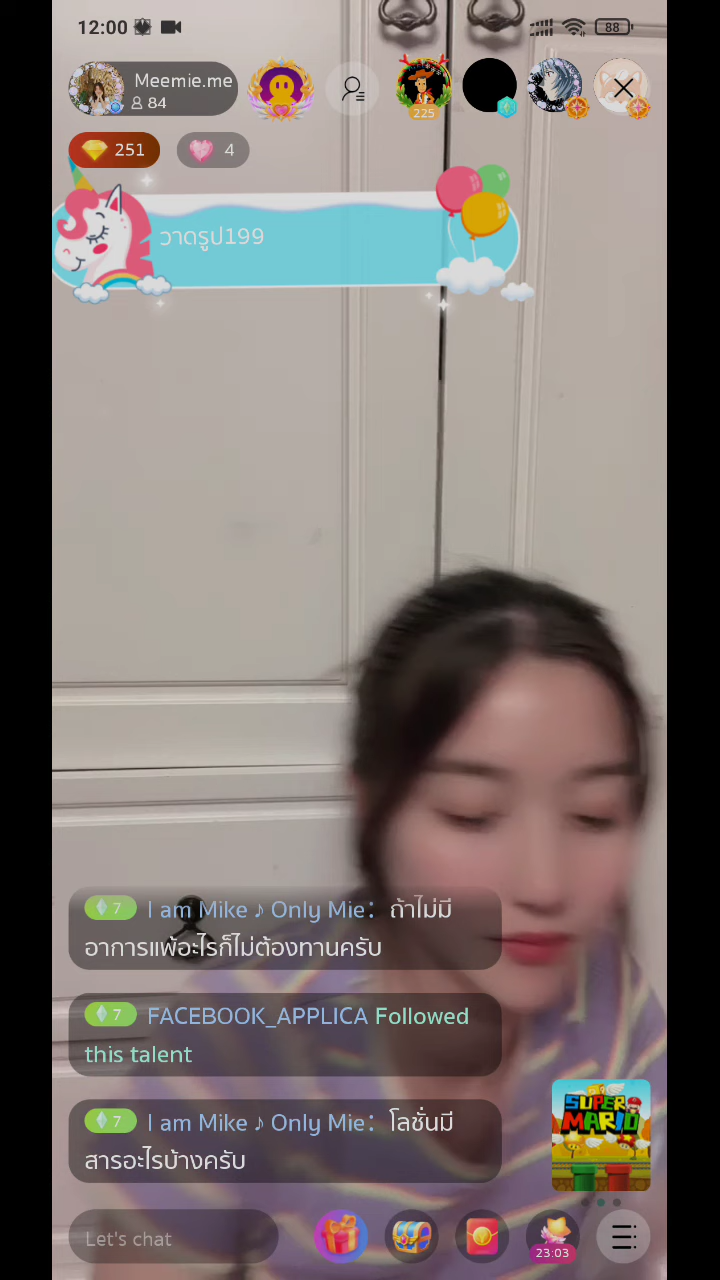 12:00
88
Meemie.me
84
225
251
4
วาดรูป199
7 I am Mike ♪ Only Mie: ถ้าไม่มี
อาการแพ้อะไรก็ไม่ต้องทานครับ
7 FACEBOOK_APPLICA Followed
this talent
7 I am Mike ♪ Only Mie: โลชั่นมี
สารอะไรบ้างครับ
SUPER
MARIO
Let's chat
23:03